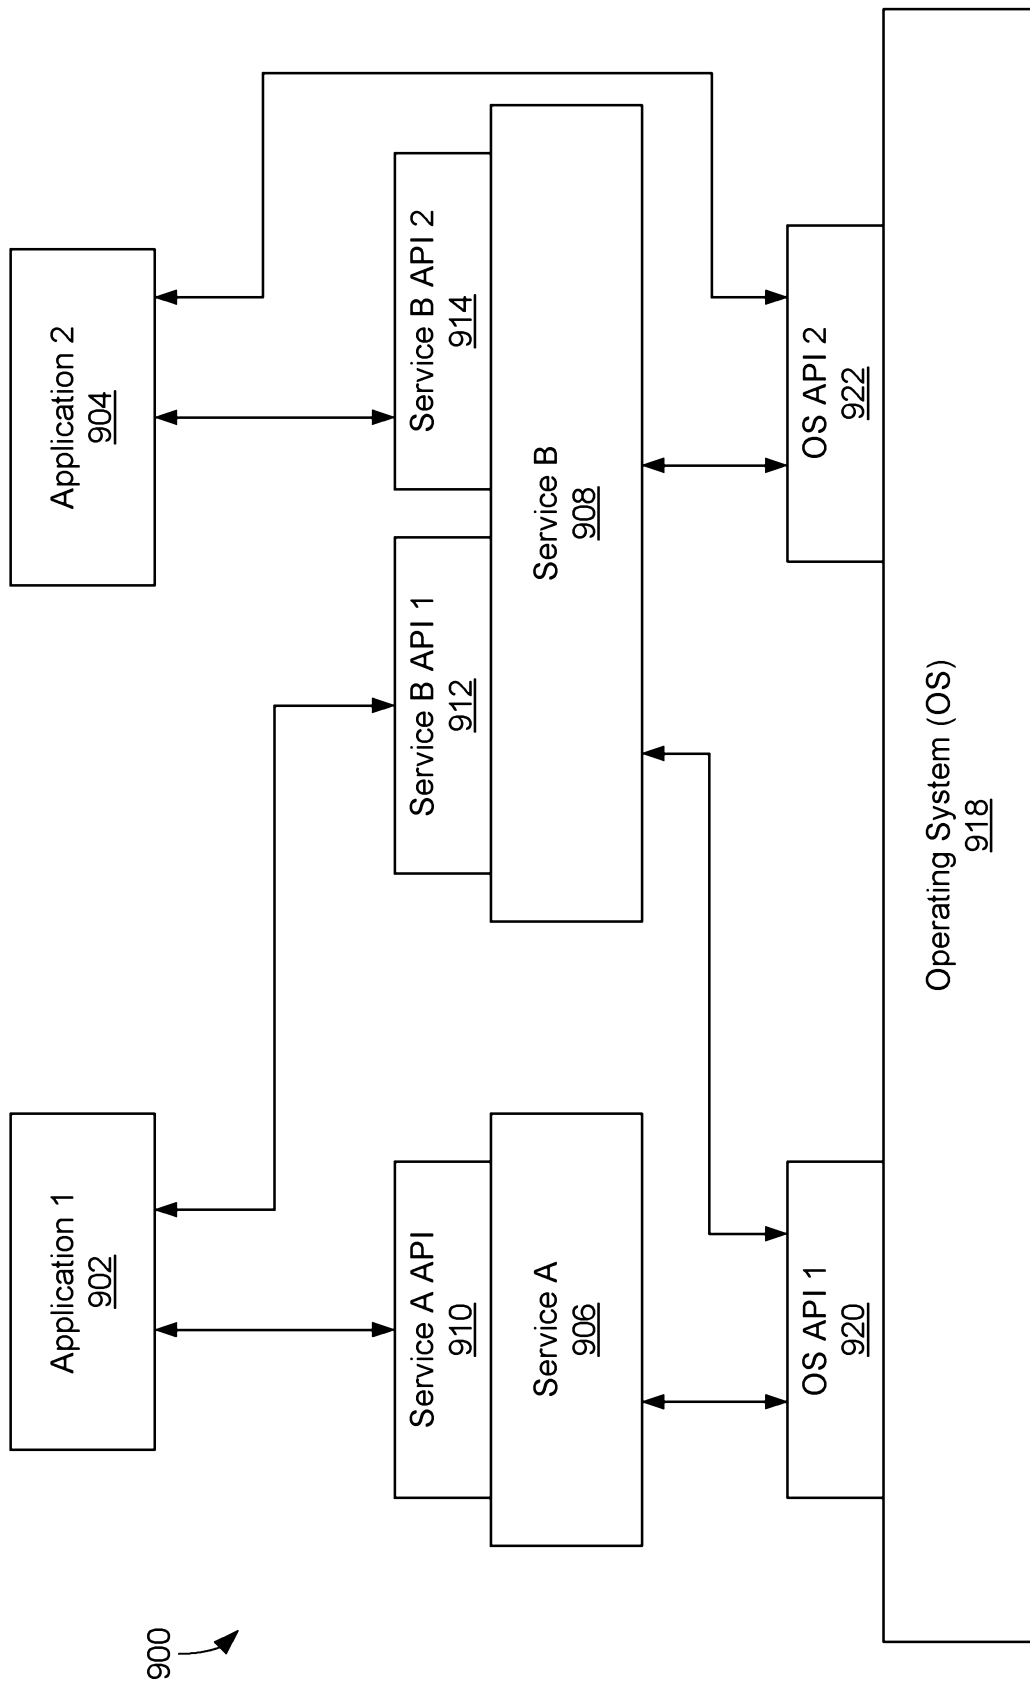 900
Application 1
902
Application 2
904
Service A API
910
Service B API 1
912
Service B API 2
914
Service A
906
Service B
908
OS API 1
920
OS API 2
922
Operating System (OS)
918